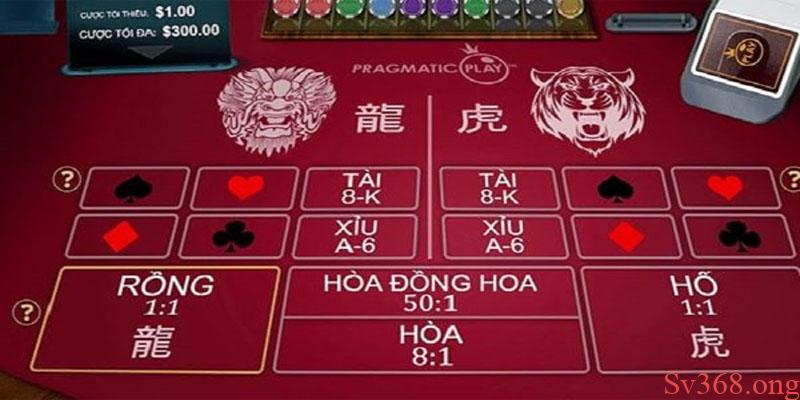 CƯỢC TỐI THIỂU: $1.00
CƯỢC TỐI ĐA: $300.00
PRAGMATIC PLAY
龍 虎
PLAY
? TÀI TÀI ?
8-K 8-K
XỈU XỈU
A-6 A-6
RỒNG HÒA ĐỒNG HOA HỔ
1:1 50:1 1:1
? 龍 HÒA 虎
8:1
Sv368.ong